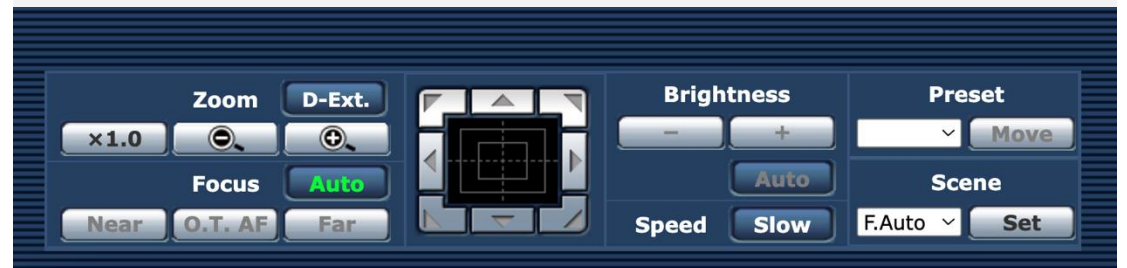 Zoom D-Ext.
×1.0
Focus Auto
Near O.T. AF Far
Brightness
− +
Auto
Speed Slow
Preset
Move
Scene
F.Auto Set